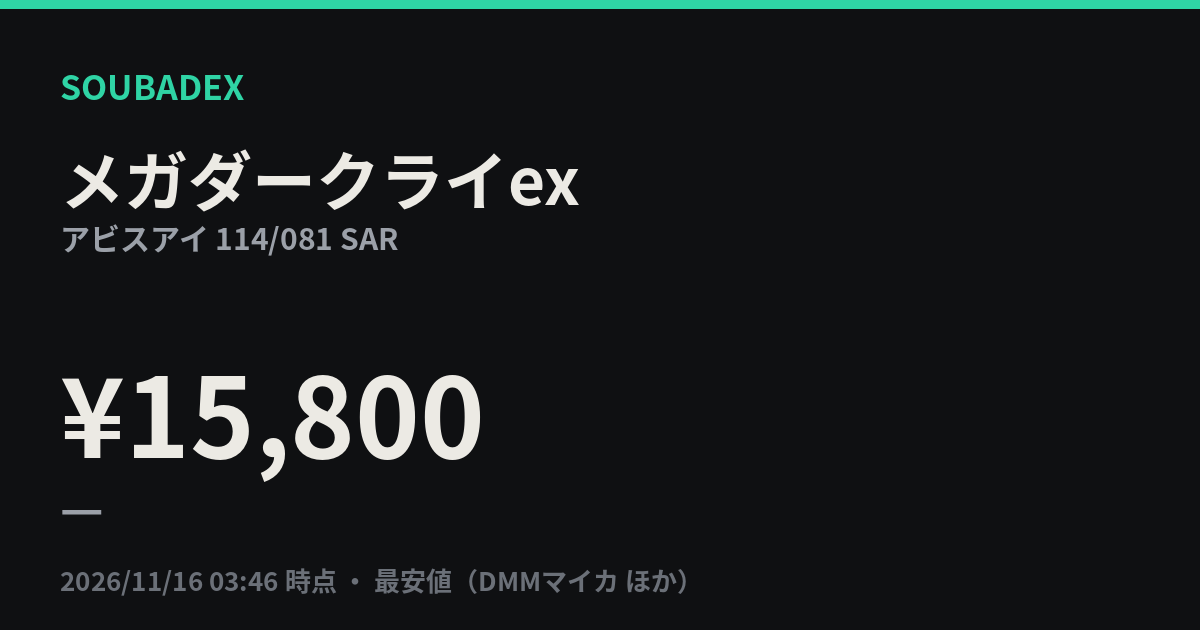 SOUBADEX
メガダークライex
アビスアイ 114/081 SAR
¥15,800
—
2026/11/16 03:46 時点 ・ 最安値（DMMマイカ ほか）